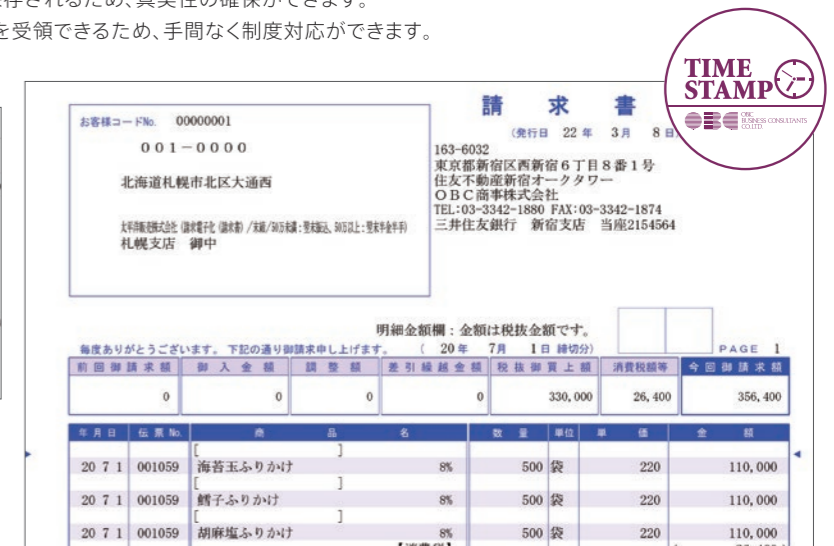 存されるため、真実性の確保ができます。
を受領できるため、手間なく制度対応ができます。
TIME
STAMP
OBC
OBIC
BUSINESS CONSULTANTS
CO.LTD.
請求書
(発行日 22年 3月 8日
お客様コードNo. 00000001
001-0000
北海道札幌市北区大通西
札幌支店 御中
163-6032
東京都新宿区西新宿6丁目8番1号
住友不動産新宿オークタワー
OBC商事株式会社
TEL:03-3342-1880 FAX:03-3342-1874
三井住友銀行 新宿支店 当座2154564
明細金額欄:金額は税抜金額です。
毎度ありがとうございます。下記の通り御請求申し上げます。 ( 20年 7月 1日 締切分) PAGE 1
前回御請求額 御入金額 調整額 差引繰越金額 税抜御買上額 消費税額等 今回御請求額
0 0 0 0 330,000 26,400 356,400
年月日 伝票No. 商品名 数量 単位 単価 金額
[ ]
20 7 1 001059 海苔玉ふりかけ 8% 500 袋 220 110,000
[ ]
20 7 1 001059 鱈子ふりかけ 8% 500 袋 220 110,000
[ ]
20 7 1 001059 胡麻塩ふりかけ 8% 500 袋 220 110,000